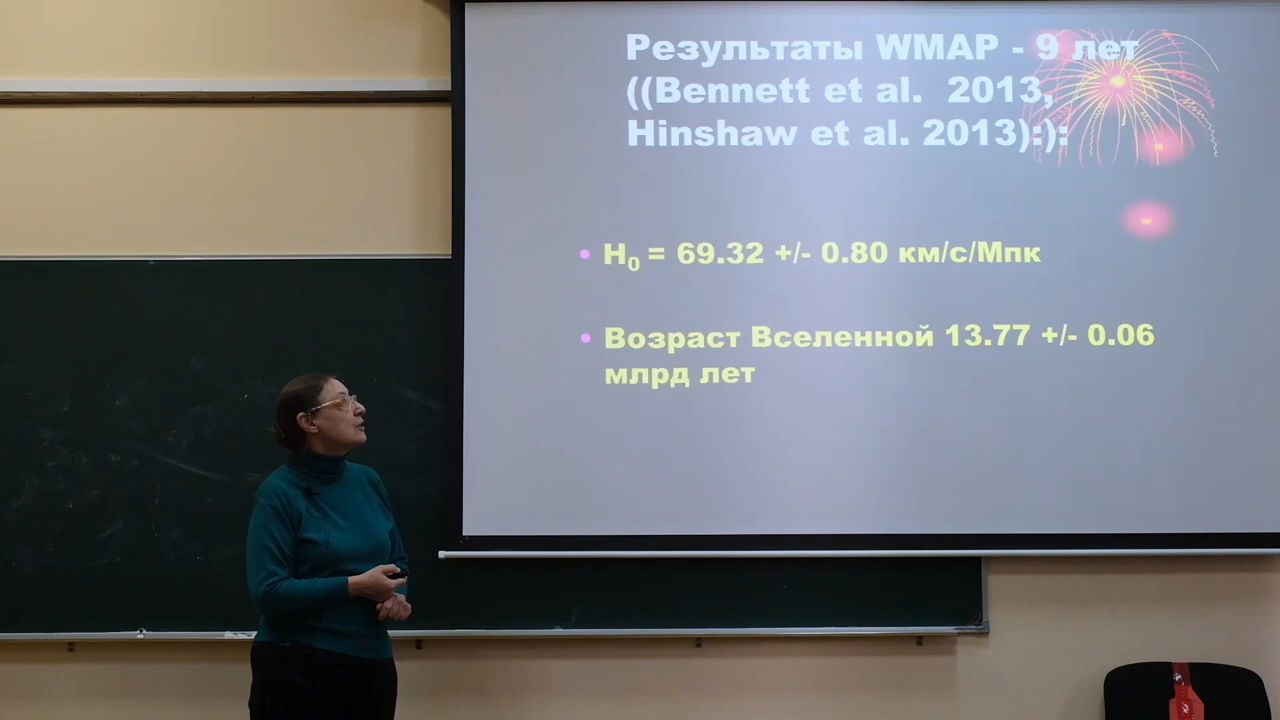 Результаты WMAP - 9 лет
((Bennett et al. 2013,
Hinshaw et al. 2013):):
• H₀ = 69.32 +/- 0.80 км/с/Мпк
• Возраст Вселенной 13.77 +/- 0.06
млрд лет